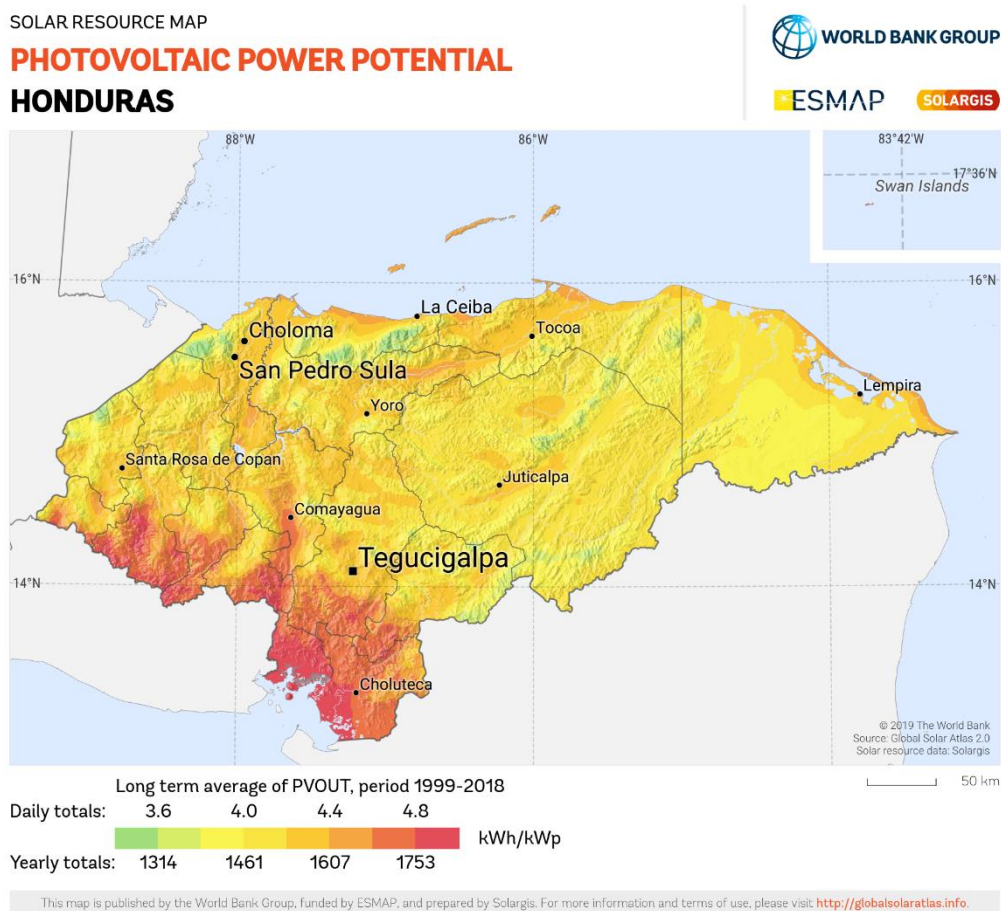 SOLAR RESOURCE MAP
PHOTOVOLTAIC POWER POTENTIAL
HONDURAS
WORLD BANK GROUP
ESMAP
SOLARGIS
88°W
86°W
83°42'W
17°36'N
Swan Islands
16°N
16°N
La Ceiba
Choloma
Tocoa
San Pedro Sula
Lempira
Yoro
Santa Rosa de Copan
Juticalpa
Comayagua
Tegucigalpa
14°N
14°N
Choluteca
© 2019 The World Bank
Source: Global Solar Atlas 2.0
Solar resource data: Solargis
50 km
Long term average of PVOUT, period 1999-2018
Daily totals: 3.6 4.0 4.4 4.8
kWh/kWp
Yearly totals: 1314 1461 1607 1753
This map is published by the World Bank Group, funded by ESMAP, and prepared by Solargis. For more information and terms of use, please visit http://globalsolaratlas.info.